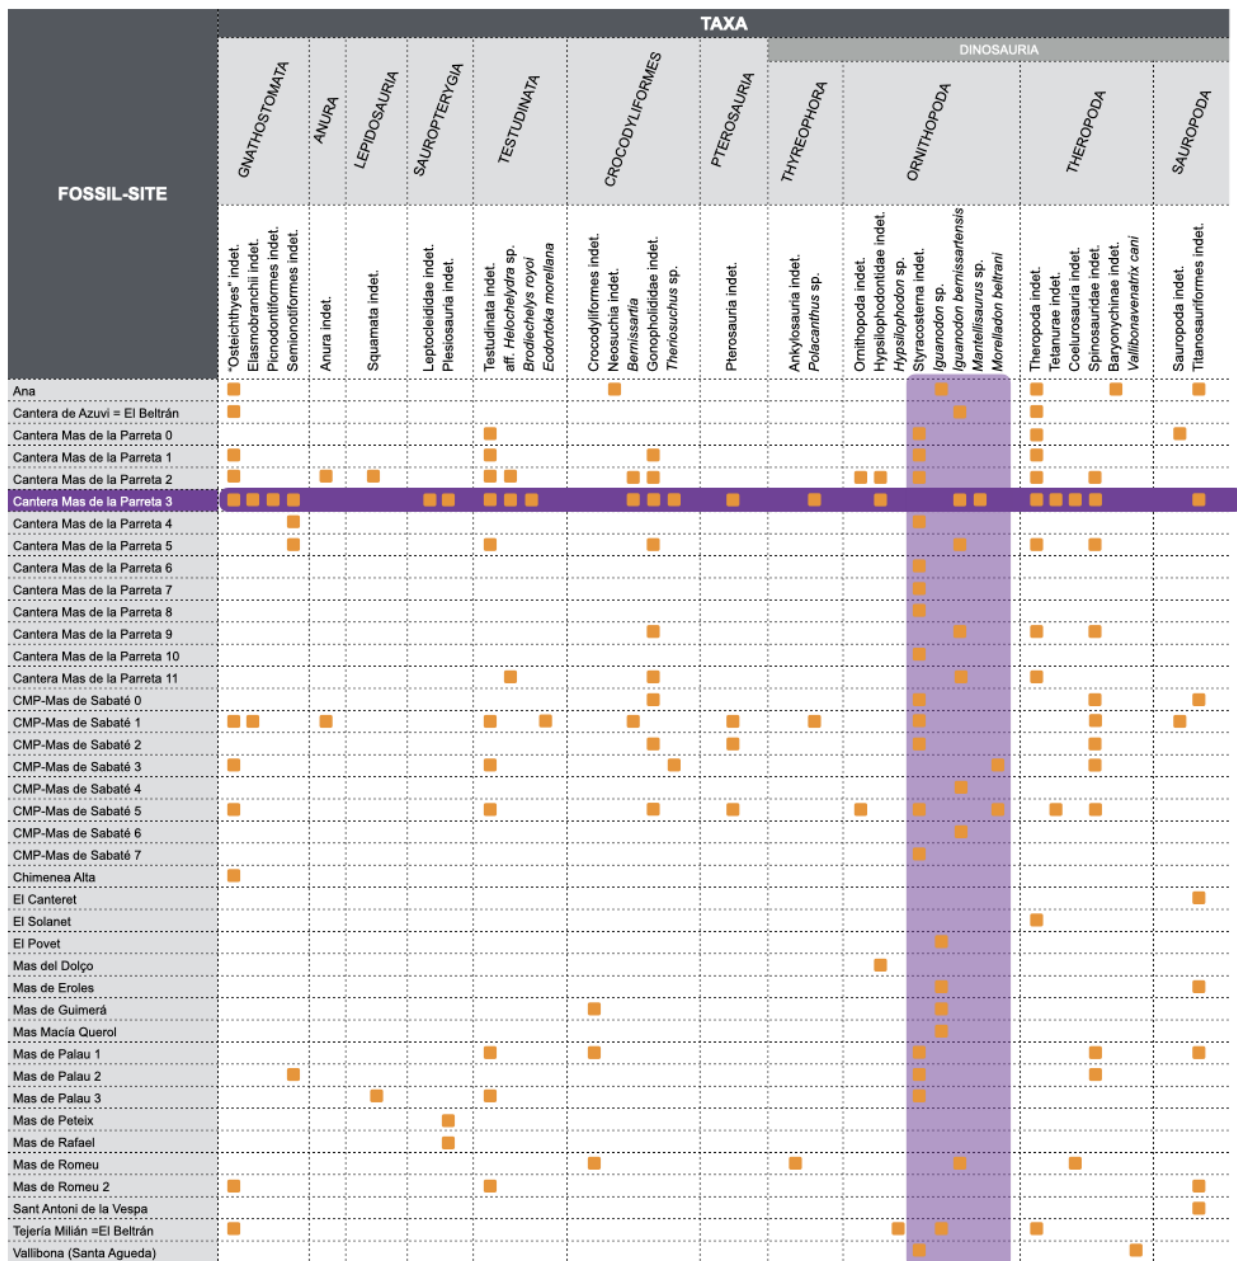 TAXA
DINOSAURIA
FOSSIL-SITE
GNATHOSTOMATA
ANURA
LEPIDOSAURIA
SAUROPTERYGIA
TESTUDINATA
CROCODYLIFORMES
PTEROSAURIA
THYREOPHORA
ORNITHOPODA
THEROPODA
SAUROPODA
"Osteichthyes" indet.
Elasmobranchii indet.
Picnodontiformes indet.
Semionotiformes indet.
Anura indet.
Squamata indet.
Leptocleididae indet.
Plesiosauria indet.
Testudinata indet.
aff. Helochelydra sp.
Brodiechelys royoi
Eodortoka morellana
Crocodyliformes indet.
Neosuchia indet.
Bernissartia
Gonopholididae indet.
Theriosuchus sp.
Pterosauria indet.
Ankylosauria indet.
Polacanthus sp.
Ornithopoda indet.
Hypsilophodontidae indet.
Hypsilophodon sp.
Styracosterna indet.
Iguanodon sp.
Iguanodon bernissartensis
Mantellisaurus sp.
Morelladon beltrani
Theropoda indet.
Tetanurae indet.
Coelurosauria indet.
Spinosauridae indet.
Baryonychinae indet.
Vallibonavenatrix cani
Sauropoda indet.
Titanosauriformes indet.
Ana
Cantera de Azuvi = El Beltrán
Cantera Mas de la Parreta 0
Cantera Mas de la Parreta 1
Cantera Mas de la Parreta 2
Cantera Mas de la Parreta 3
Cantera Mas de la Parreta 4
Cantera Mas de la Parreta 5
Cantera Mas de la Parreta 6
Cantera Mas de la Parreta 7
Cantera Mas de la Parreta 8
Cantera Mas de la Parreta 9
Cantera Mas de la Parreta 10
Cantera Mas de la Parreta 11
CMP-Mas de Sabaté 0
CMP-Mas de Sabaté 1
CMP-Mas de Sabaté 2
CMP-Mas de Sabaté 3
CMP-Mas de Sabaté 4
CMP-Mas de Sabaté 5
CMP-Mas de Sabaté 6
CMP-Mas de Sabaté 7
Chimenea Alta
El Canteret
El Solanet
El Povet
Mas del Dolço
Mas de Eroles
Mas de Guimerá
Mas Macía Querol
Mas de Palau 1
Mas de Palau 2
Mas de Palau 3
Mas de Peteix
Mas de Rafael
Mas de Romeu
Mas de Romeu 2
Sant Antoni de la Vespa
Tejería Milián =El Beltrán
Vallibona (Santa Agueda)